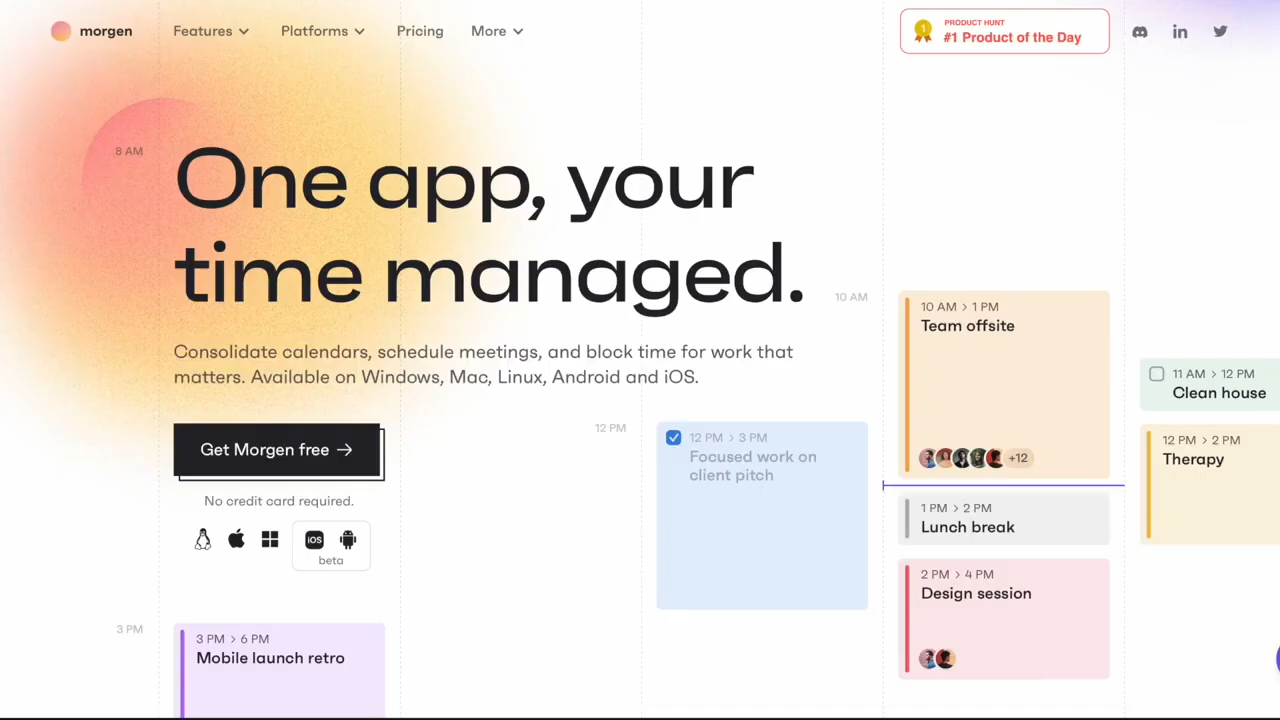 morgen
Features
Platforms
Pricing
More
1
PRODUCT HUNT
#1 Product of the Day
8 AM
One app, your
time managed.
Consolidate calendars, schedule meetings, and block time for work that
matters. Available on Windows, Mac, Linux, Android and iOS.
Get Morgen free →
No credit card required.
iOS
beta
3 PM
3 PM > 6 PM
Mobile launch retro
12 PM
12 PM > 3 PM
Focused work on
client pitch
10 AM
10 AM > 1 PM
Team offsite
+12
1 PM > 2 PM
Lunch break
2 PM > 4 PM
Design session
11 AM > 12 PM
Clean house
12 PM > 2 PM
Therapy